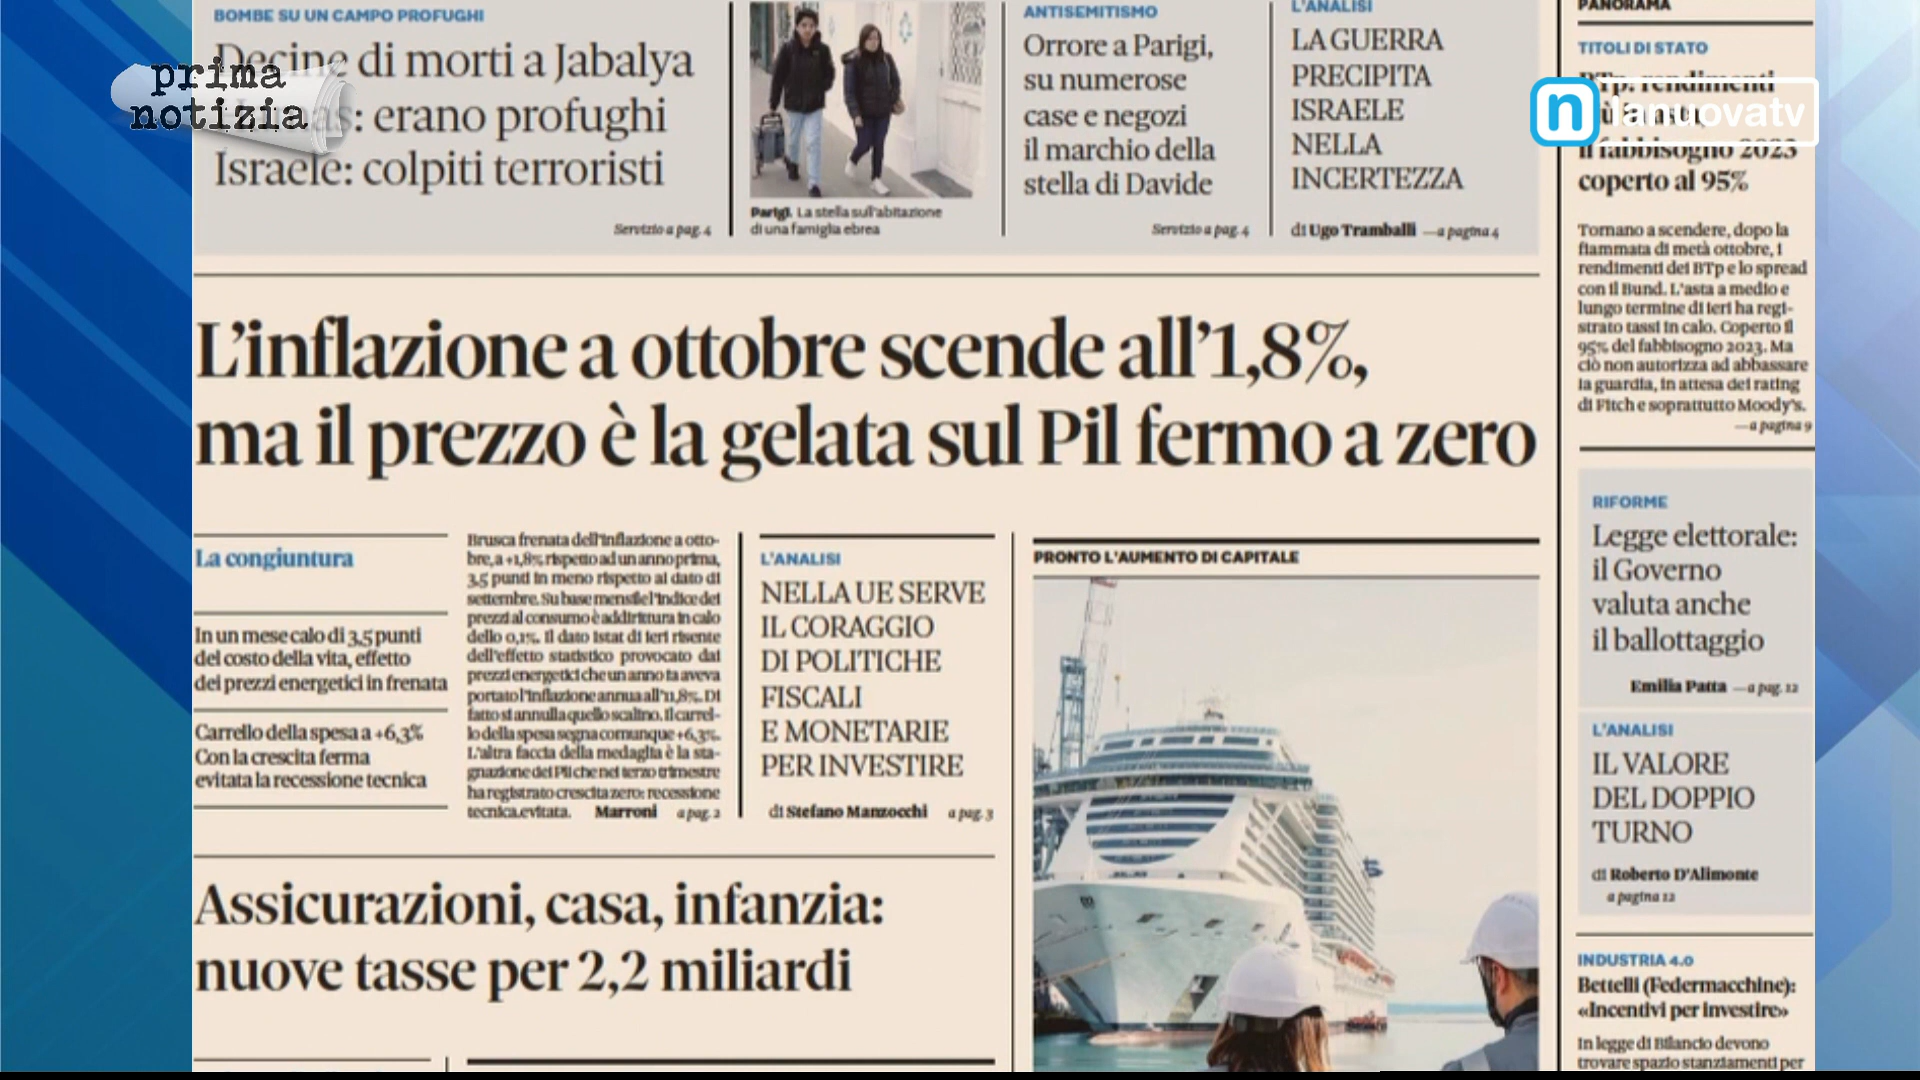 prima
notizia
lanuovatv
BOMBE SU UN CAMPO PROFUGHI
Decine di morti a Jabalya
Hamas: erano profughi
Israele: colpiti terroristi
Servizio a pag. 4
Parigi. La stella sull'abitazione
di una famiglia ebrea
ANTISEMITISMO
Orrore a Parigi,
su numerose
case e negozi
il marchio della
stella di Davide
Servizio a pag. 4
L'ANALISI
LA GUERRA
PRECIPITA
ISRAELE
NELLA
INCERTEZZA
di Ugo Tramballi —a pagina 4
L'inflazione a ottobre scende all'1,8%,
ma il prezzo è la gelata sul Pil fermo a zero
La congiuntura
In un mese calo di 3,5 punti
del costo della vita, effetto
dei prezzi energetici in frenata
Carrello della spesa a +6,3%
Con la crescita ferma
evitata la recessione tecnica
Brusca frenata dell'inflazione a otto-
bre, a +1,8% rispetto ad un anno prima,
3,5 punti in meno rispetto al dato di
settembre. Su base mensile l'indice dei
prezzi al consumo è addirittura in calo
dello 0,1%. Il dato Istat di ieri risente
dell'effetto statistico provocato dai
prezzi energetici che un anno fa aveva
portato l'inflazione annua all'11,8%. Di
fatto si annulla quello scalino. Il carrel-
lo della spesa segna comunque +6,3%.
L'altra faccia della medaglia è la sta-
gnazione del Pil che nel terzo trimestre
ha registrato crescita zero: recessione
tecnica evitata. Marroni a pag. 2
L'ANALISI
NELLA UE SERVE
IL CORAGGIO
DI POLITICHE
FISCALI
E MONETARIE
PER INVESTIRE
di Stefano Manzocchi a pag. 3
PRONTO L'AUMENTO DI CAPITALE
Assicurazioni, casa, infanzia:
nuove tasse per 2,2 miliardi
PANORAMA
TITOLI DI STATO
BTp: rendimenti
il fabbisogno 2023
coperto al 95%
Tornano a scendere, dopo la
fiammata di metà ottobre, i
rendimenti dei BTp e lo spread
con il Bund. L'asta a medio e
lungo termine di ieri ha regi-
strato tassi in calo. Coperto il
95% del fabbisogno 2023. Ma
ciò non autorizza ad abbassare
la guardia, in attesa dei rating
di Fitch e soprattutto Moody's.
—a pagina 9
RIFORME
Legge elettorale:
il Governo
valuta anche
il ballottaggio
Emilia Patta —a pag. 12
L'ANALISI
IL VALORE
DEL DOPPIO
TURNO
di Roberto D'Alimonte
a pagina 12
INDUSTRIA 4.0
Bettelli (Federmacchine):
«Incentivi per investire»
In legge di Bilancio devono
trovare spazio stanziamenti per